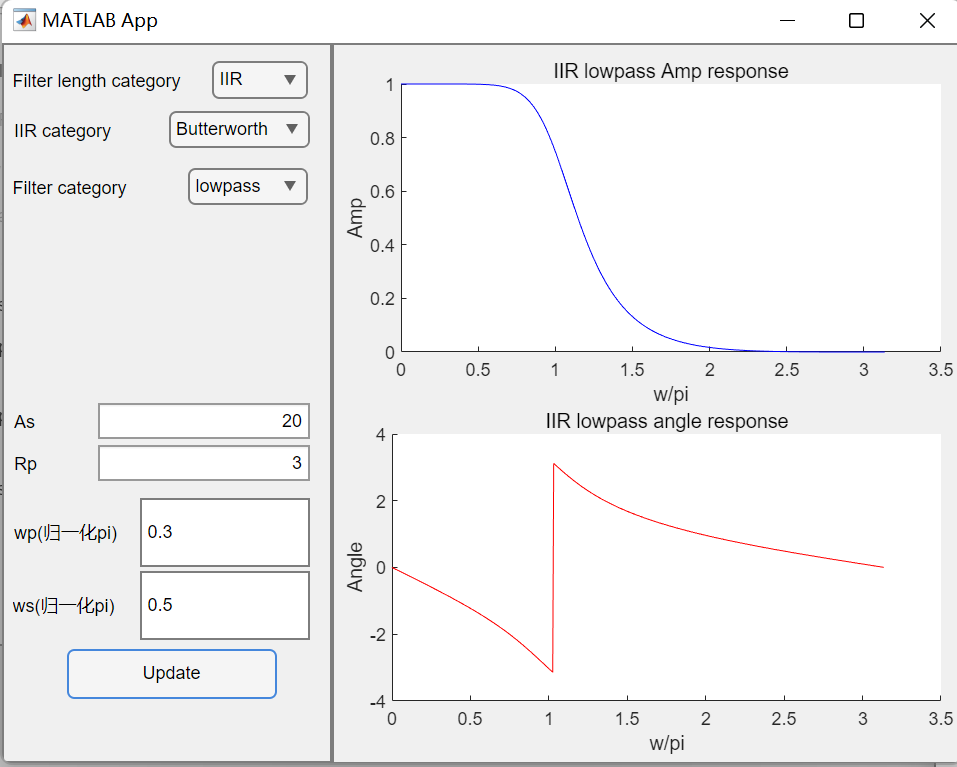 MATLAB App
Filter length category IIR
IIR category Butterworth
Filter category lowpass
As 20
Rp 3
wp(归一化pi) 0.3
ws(归一化pi) 0.5
Update
IIR lowpass Amp response
Amp
1
0.8
0.6
0.4
0.2
0
0 0.5 1 1.5 2 2.5 3 3.5
w/pi
IIR lowpass angle response
Angle
4
2
0
-2
-4
0 0.5 1 1.5 2 2.5 3 3.5
w/pi